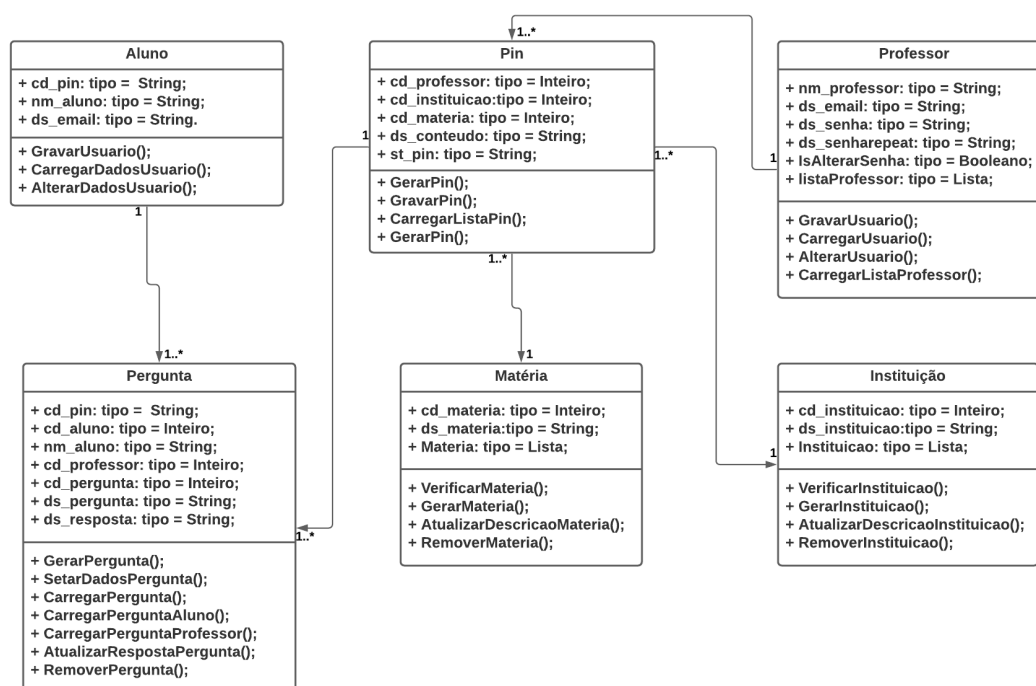 Aluno
+ cd_pin: tipo =  String;
+ nm_aluno: tipo = String;
+ ds_email: tipo = String.
+ GravarUsuario();
+ CarregarDadosUsuario();
+ AlterarDadosUsuario();
1
1..*
Pin
+ cd_professor: tipo = Inteiro;
+ cd_instituicao:tipo = Inteiro;
+ cd_materia: tipo = Inteiro;
+ ds_conteudo: tipo = String;
+ st_pin: tipo = String;
+ GerarPin();
+ GravarPin();
+ CarregarListaPin();
+ GerarPin();
1..*
1
1..*
1..*
Professor
+ nm_professor: tipo = String;
+ ds_email: tipo = String;
+ ds_senha: tipo = String;
+ ds_senharepeat: tipo = String;
+ IsAlterarSenha: tipo = Booleano;
+ listaProfessor: tipo = Lista;
+ GravarUsuario();
+ CarregarUsuario();
+ AlterarUsuario();
+ CarregarListaProfessor();
1
Pergunta
+ cd_pin: tipo =  String;
+ cd_aluno: tipo = Inteiro;
+ nm_aluno: tipo = String;
+ cd_professor: tipo = Inteiro;
+ cd_pergunta: tipo = Inteiro;
+ ds_pergunta: tipo = String;
+ ds_resposta: tipo = String;
+ GerarPergunta();
+ SetarDadosPergunta();
+ CarregarPergunta();
+ CarregarPerguntaAluno();
+ CarregarPerguntaProfessor();
+ AtualizarRespostaPergunta();
+ RemoverPergunta();
1..*
1
Matéria
+ cd_materia: tipo = Inteiro;
+ ds_materia:tipo = String;
+ Materia: tipo = Lista;
+ VerificarMateria();
+ GerarMateria();
+ AtualizarDescricaoMateria();
+ RemoverMateria();
1
Instituição
+ cd_instituicao: tipo = Inteiro;
+ ds_instituicao:tipo = String;
+ Instituicao: tipo = Lista;
+ VerificarInstituicao();
+ GerarInstituicao();
+ AtualizarDescricaoInstituicao();
+ RemoverInstituicao();